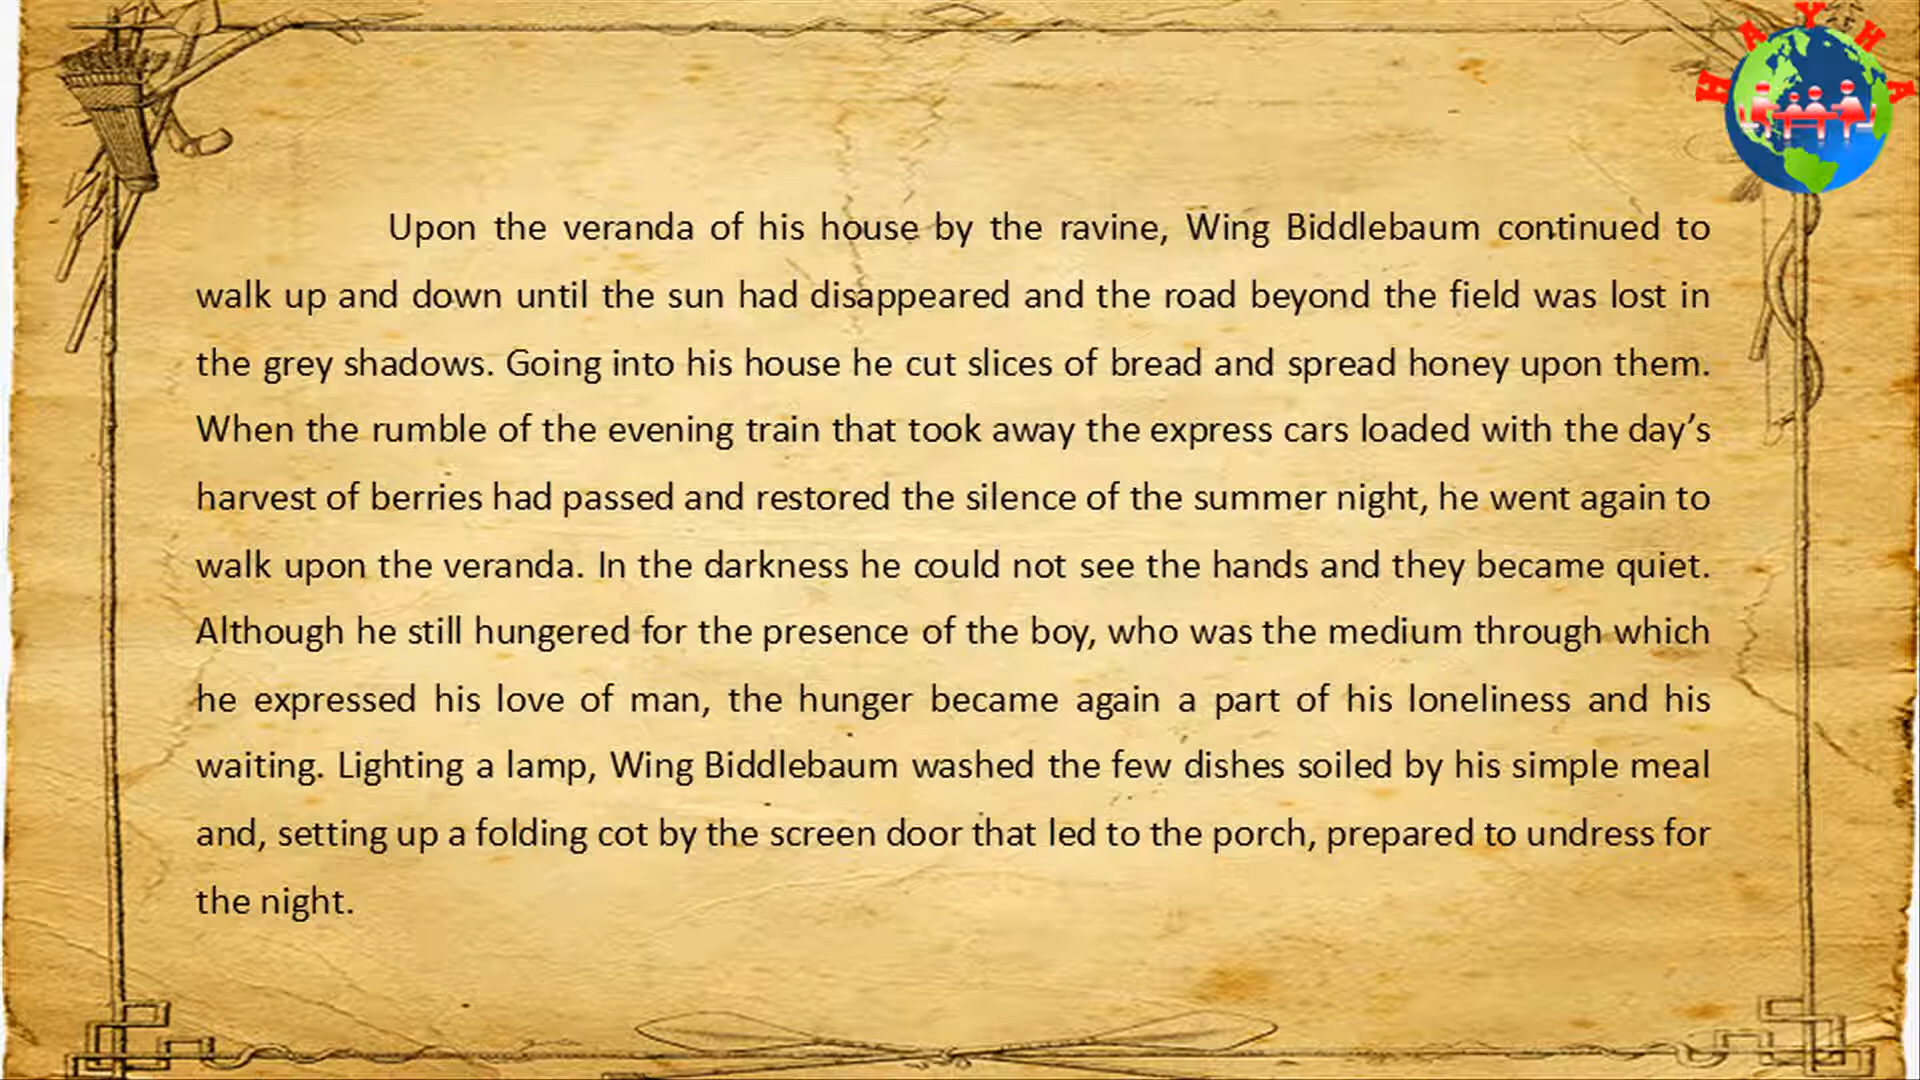 HAYHA
Upon the veranda of his house by the ravine, Wing Biddlebaum continued to
walk up and down until the sun had disappeared and the road beyond the field was lost in
the grey shadows. Going into his house he cut slices of bread and spread honey upon them.
When the rumble of the evening train that took away the express cars loaded with the day’s
harvest of berries had passed and restored the silence of the summer night, he went again to
walk upon the veranda. In the darkness he could not see the hands and they became quiet.
Although he still hungered for the presence of the boy, who was the medium through which
he expressed his love of man, the hunger became again a part of his loneliness and his
waiting. Lighting a lamp, Wing Biddlebaum washed the few dishes soiled by his simple meal
and, setting up a folding cot by the screen door that led to the porch, prepared to undress for
the night.